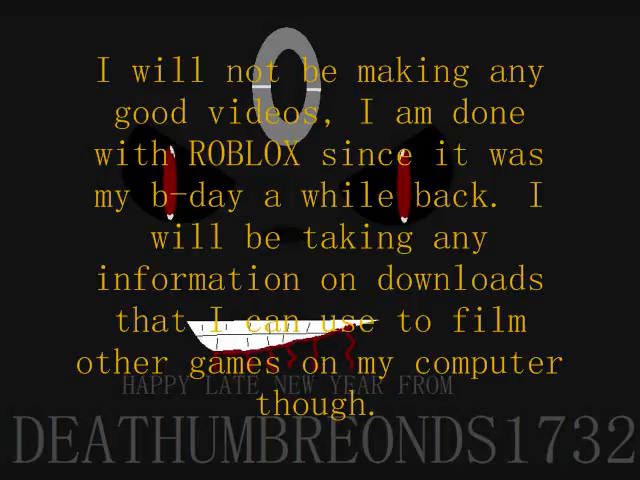 I will not be making any
good videos, I am done
with ROBLOX since it was
my b-day a while back. I
will be taking any
information on downloads
that I can use to film
other games on my computer
though.
HAPPY LATE NEW YEAR FROM
DEATHUMBREONDS1732